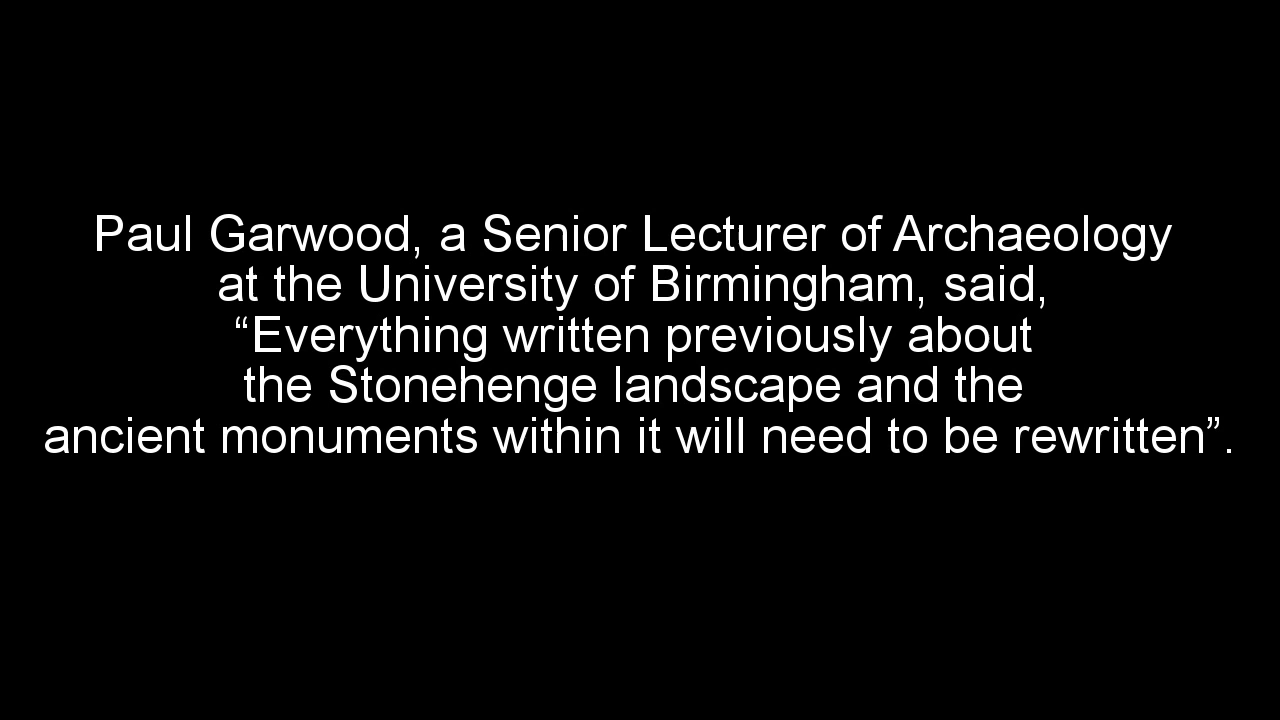 Paul Garwood, a Senior Lecturer of Archaeology
at the University of Birmingham, said,
“Everything written previously about
the Stonehenge landscape and the
ancient monuments within it will need to be rewritten”.